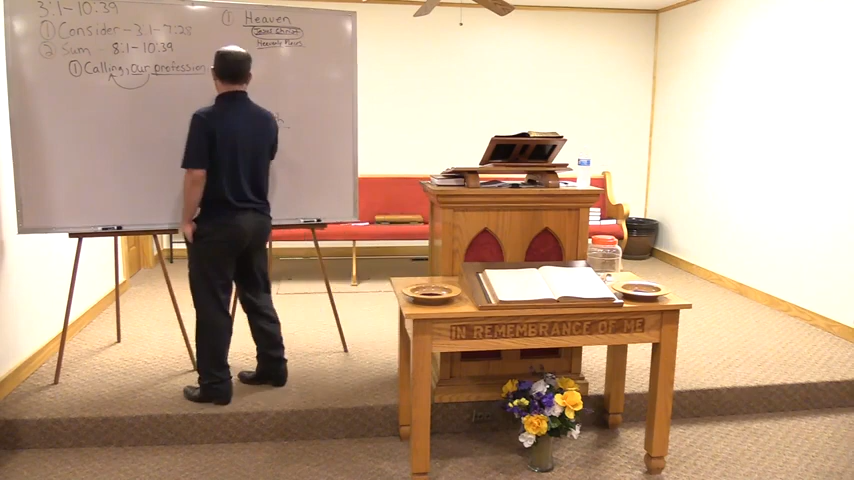 3:1-10:39
① Consider - 3:1-7:28
② Sum - 8:1-10:39
① Calling, our profession
① Heaven
Jesus Christ
Heavenly Places
IN REMEMBRANCE OF ME